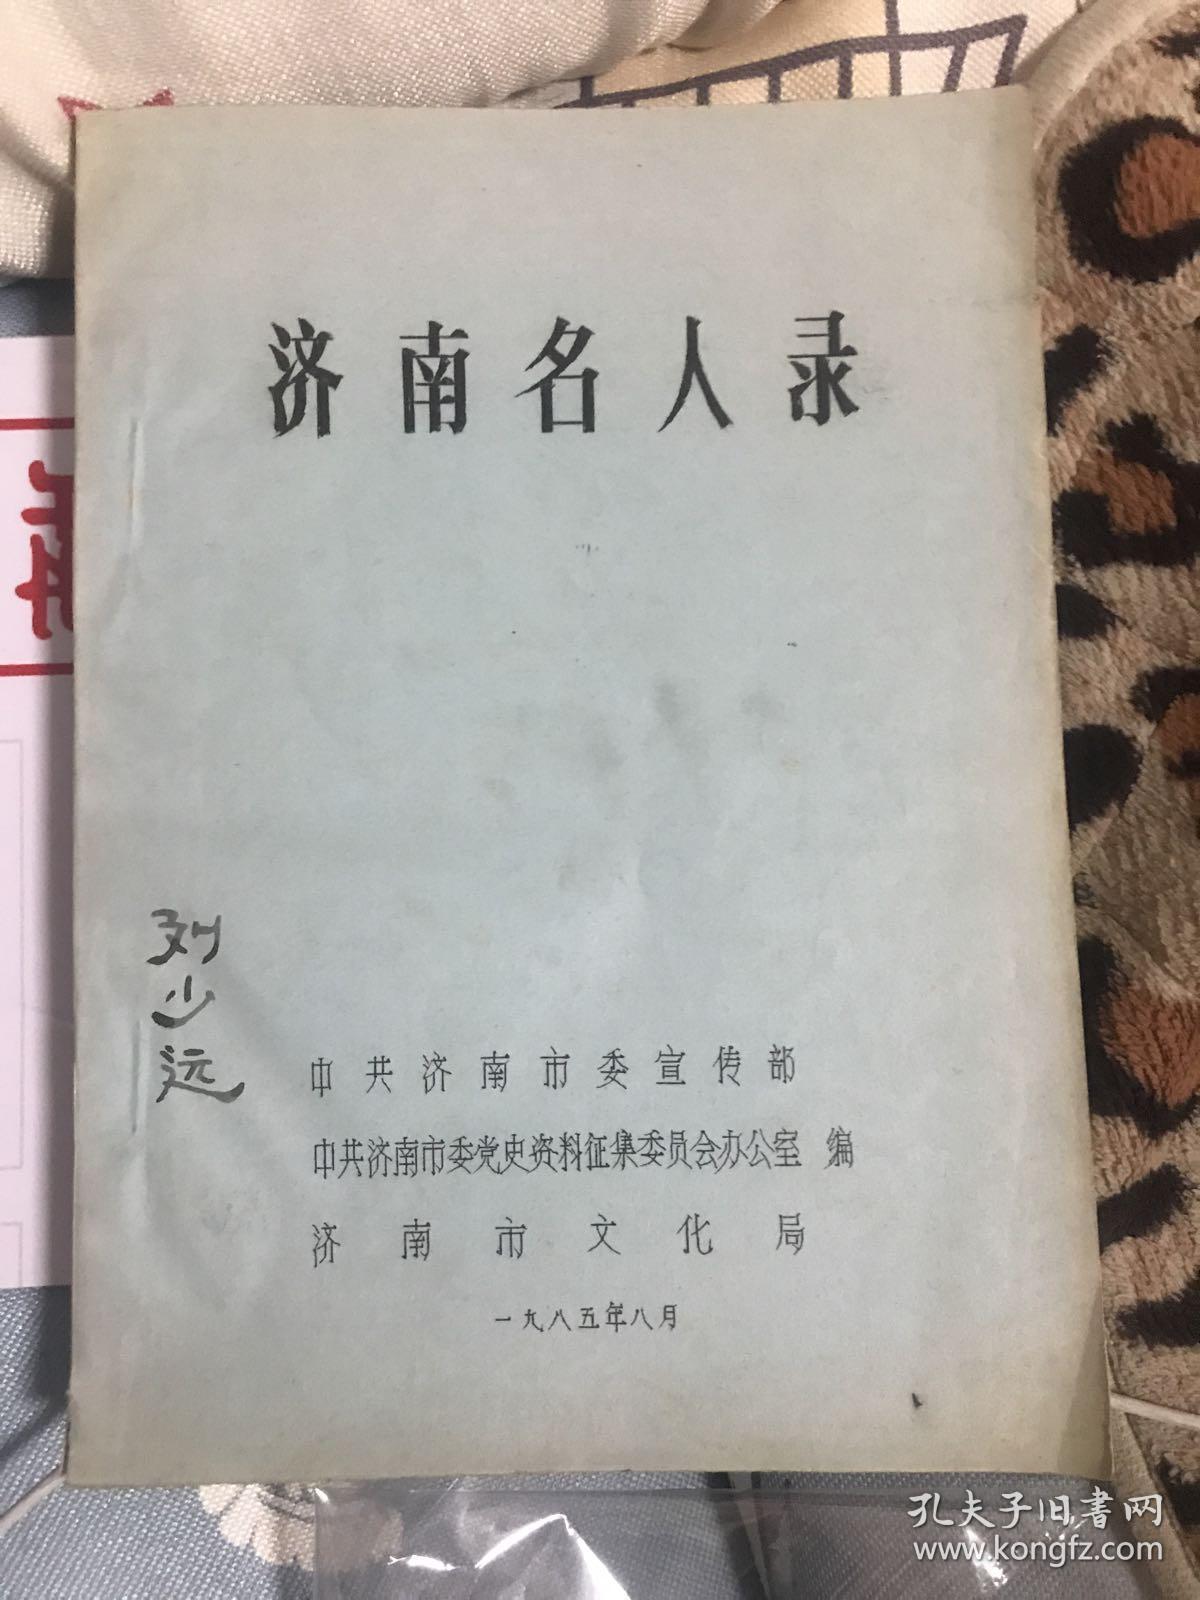 济南名人录
刘少远
中共济南市委宣传部
中共济南市委党史资料征集委员会办公室 编
济南市文化局
一九八五年八月
孔夫子旧書网
www.kongfz.com